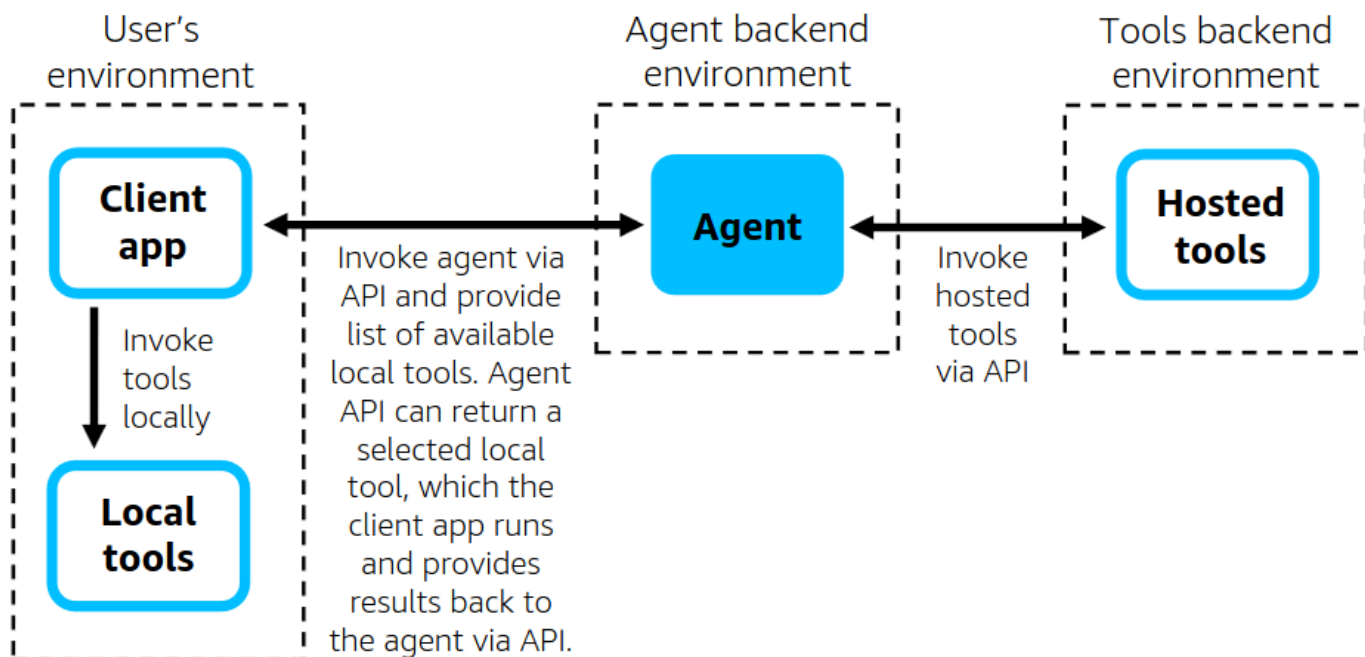 User's
environment
Agent backend
environment
Tools backend
environment
Client
app
Agent
Hosted
tools
Invoke
tools
locally
Invoke agent via
API and provide
list of available
local tools. Agent
API can return a
selected local
tool, which the
client app runs
and provides
results back to
the agent via API.
Invoke
hosted
tools
via API
Local
tools